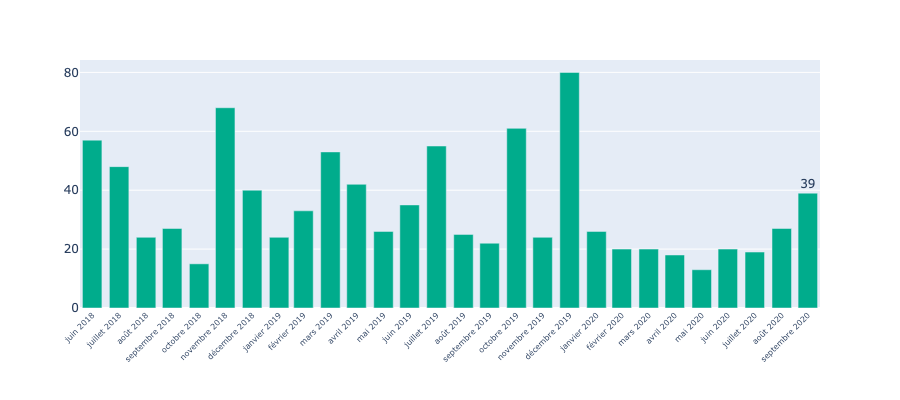 80
60
40
20
0
39
juin 2018
juillet 2018
août 2018
septembre 2018
octobre 2018
novembre 2018
décembre 2018
janvier 2019
février 2019
mars 2019
avril 2019
mai 2019
juin 2019
juillet 2019
août 2019
septembre 2019
octobre 2019
novembre 2019
décembre 2019
janvier 2020
février 2020
mars 2020
avril 2020
mai 2020
juin 2020
juillet 2020
août 2020
septembre 2020